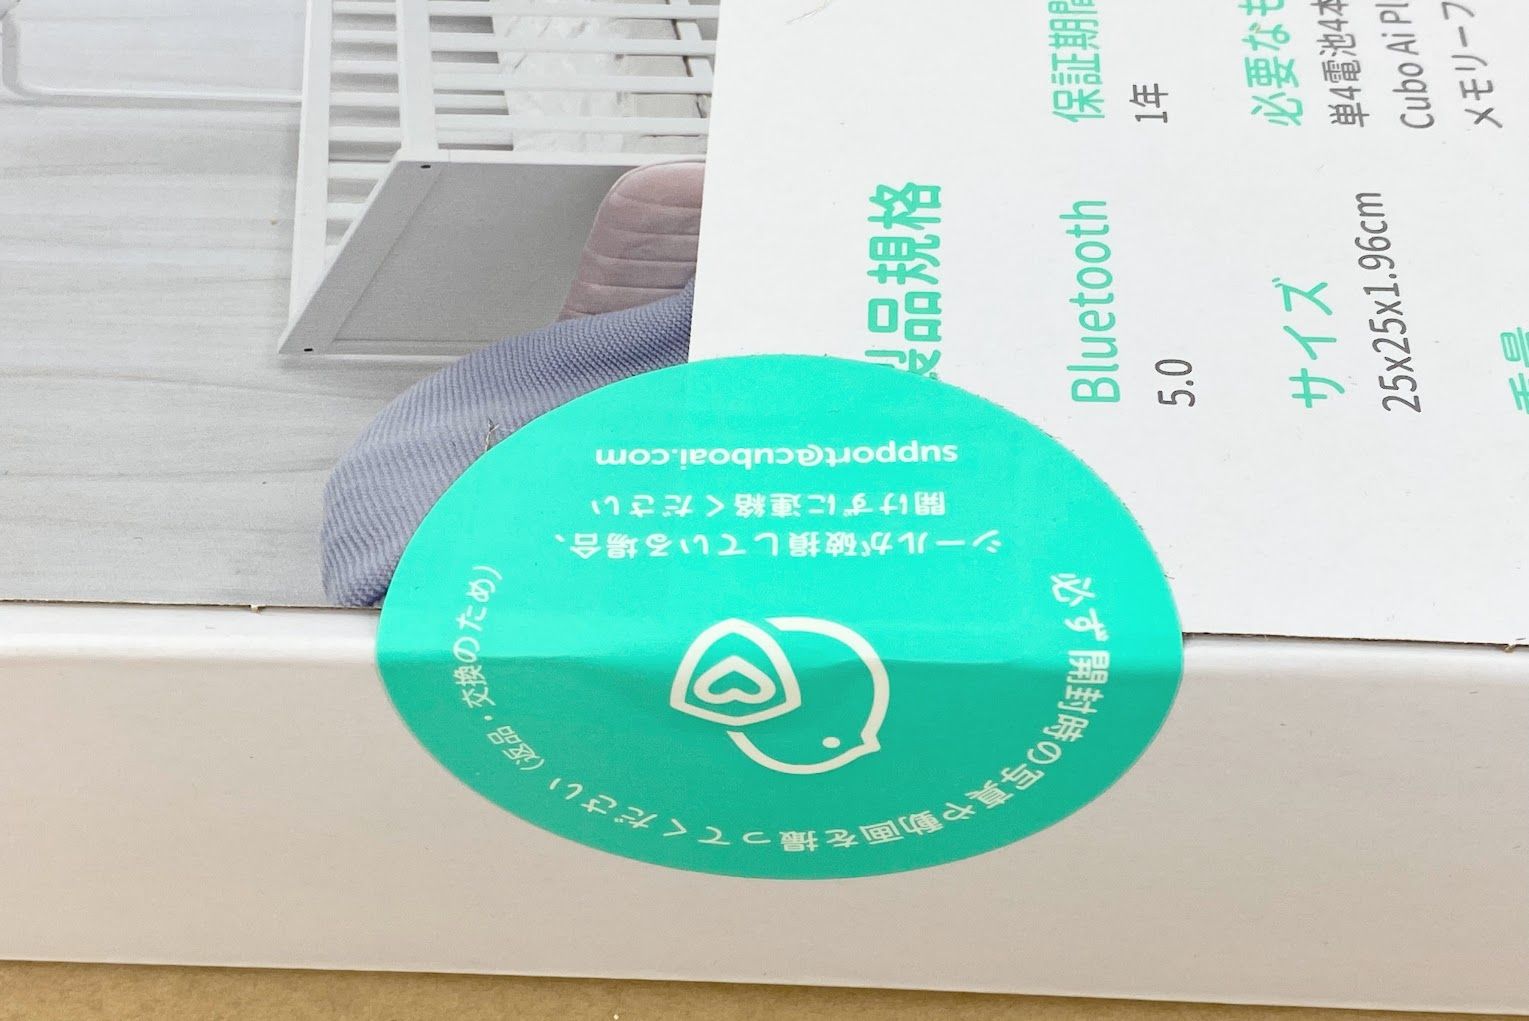 必ず開封時の写真や動画を撮ってください（返品・交換のため）
シールが破損している場合、
開けずに連絡ください
support@cuboai.com
製品規格
Bluetooth
5.0
保証期間
1年
サイズ
25x25x1.96cm
必要なも
単4電池4本
Cubo Ai Pl
メモリーフ
重量